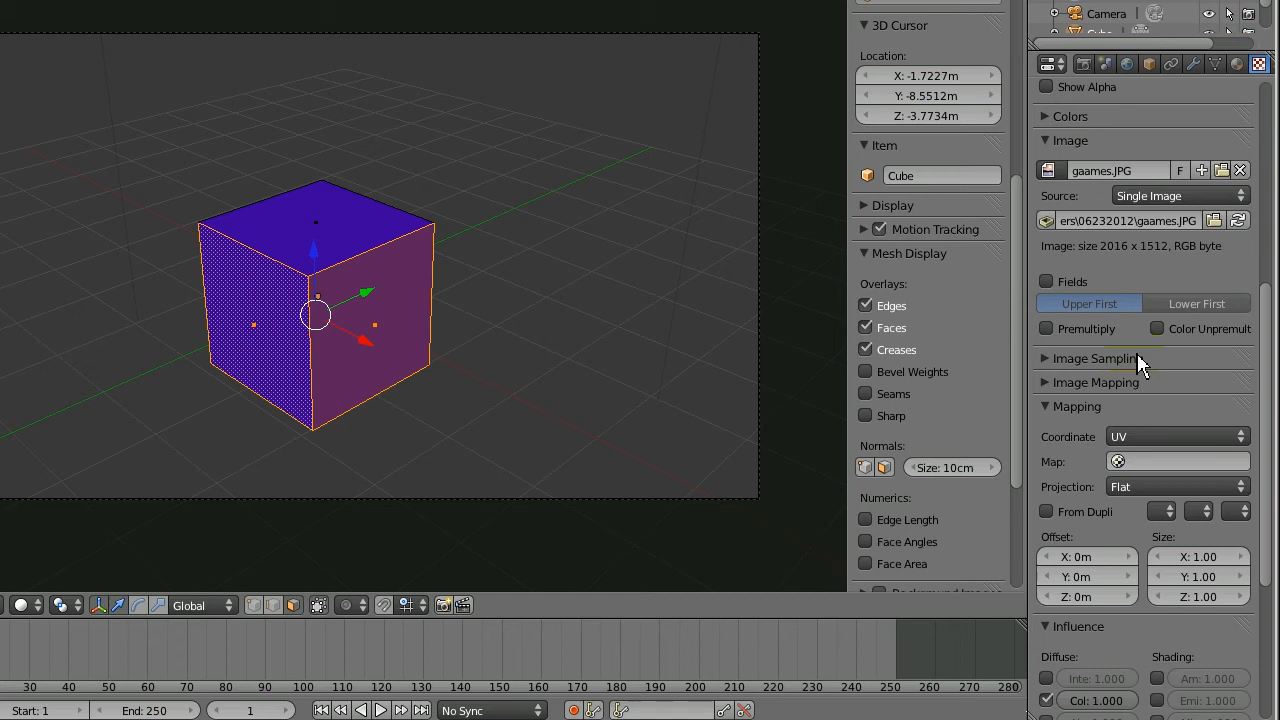 Camera
Show Alpha
Colors
Image
gaames.JPG F
Source: Single Image
ers\06232012\gaames.JPG
Image: size 2016 x 1512, RGB byte
Fields
Upper First Lower First
Premultiply Color Unpremult
Image Sampling
Image Mapping
Mapping
Coordinate UV
Map:
Projection: Flat
From Dupli
Offset: Size:
X: 0m X: 1.00
Y: 0m Y: 1.00
Z: 0m Z: 1.00
Influence
Diffuse: Shading:
Inte: 1.000 Am: 1.000
Col: 1.000 Emi: 1.000
3D Cursor
Location:
X: -1.7227m
Y: -8.5512m
Z: -3.7734m
Item
Cube
Display
Motion Tracking
Mesh Display
Overlays:
Edges
Faces
Creases
Bevel Weights
Seams
Sharp
Normals:
Size: 10cm
Numerics:
Edge Length
Face Angles
Face Area
Global
30 40 50 60 70 80 90 100 110 120 130 140 150 160 170 180 190 200 210 220 230 240 250 260 270 280
Start: 1 End: 250 1 No Sync